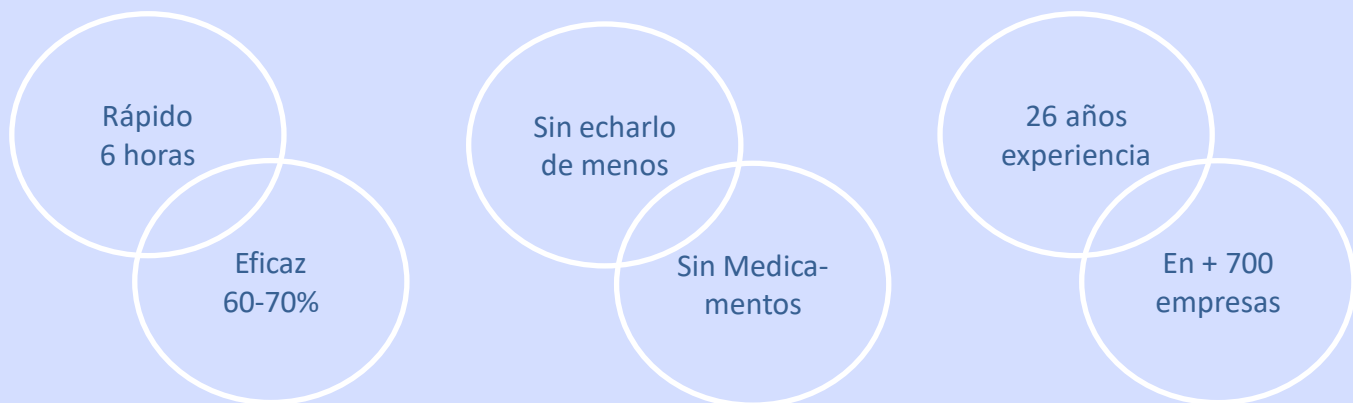 Rápido
6 horas
Eficaz
60-70%
Sin echarlo
de menos
Sin Medica-
mentos
26 años
experiencia
En + 700
empresas